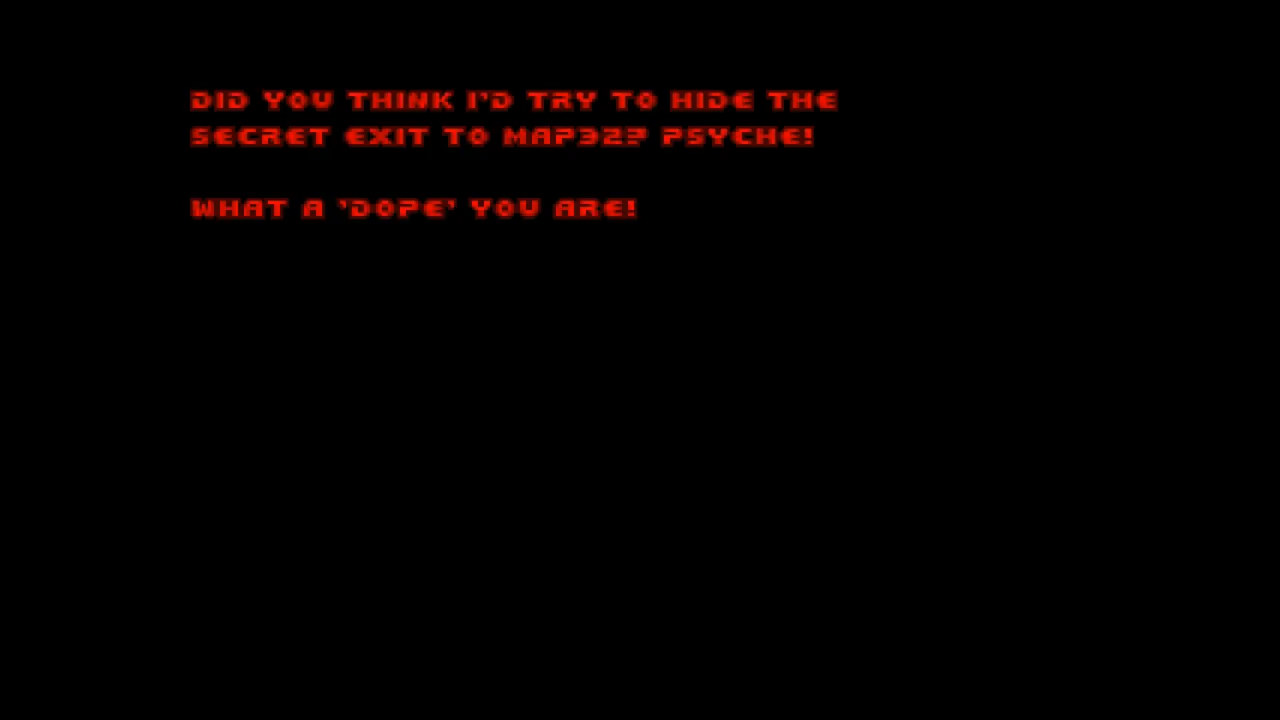 DID YOU THINK I'D TRY TO HIDE THE
SECRET EXIT TO MAP32? PSYCHE!
WHAT A 'DOPE' YOU ARE!